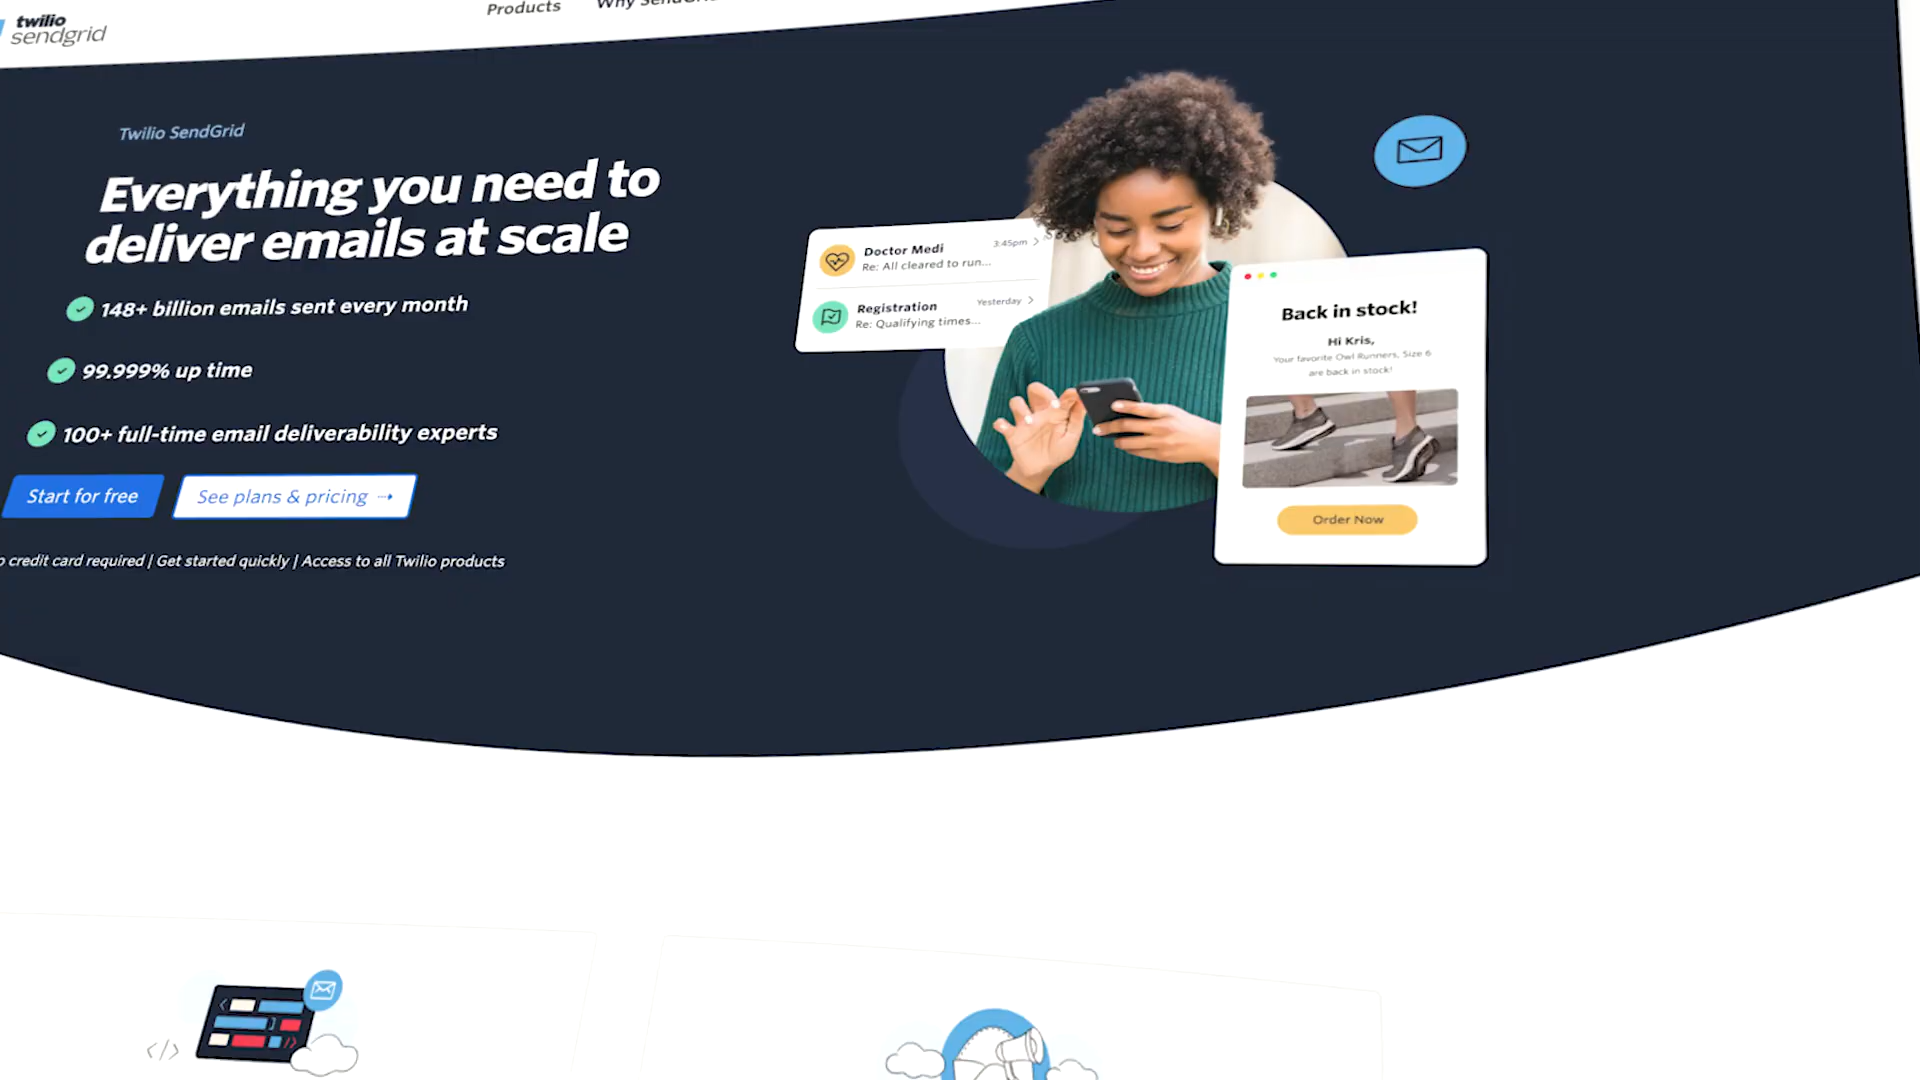 twilio
sendgrid
Products
Why SendGrid
Twilio SendGrid
Everything you need to
deliver emails at scale
148+ billion emails sent every month
99.999% up time
100+ full-time email deliverability experts
Start for free
See plans & pricing
credit card required | Get started quickly | Access to all Twilio products
Doctor Medi
3:45pm
Re: All cleared to run...
Registration
Yesterday
Re: Qualifying times...
Back in stock!
Hi Kris,
Your favorite Owl Runners, Size 6
are back in stock!
Order Now